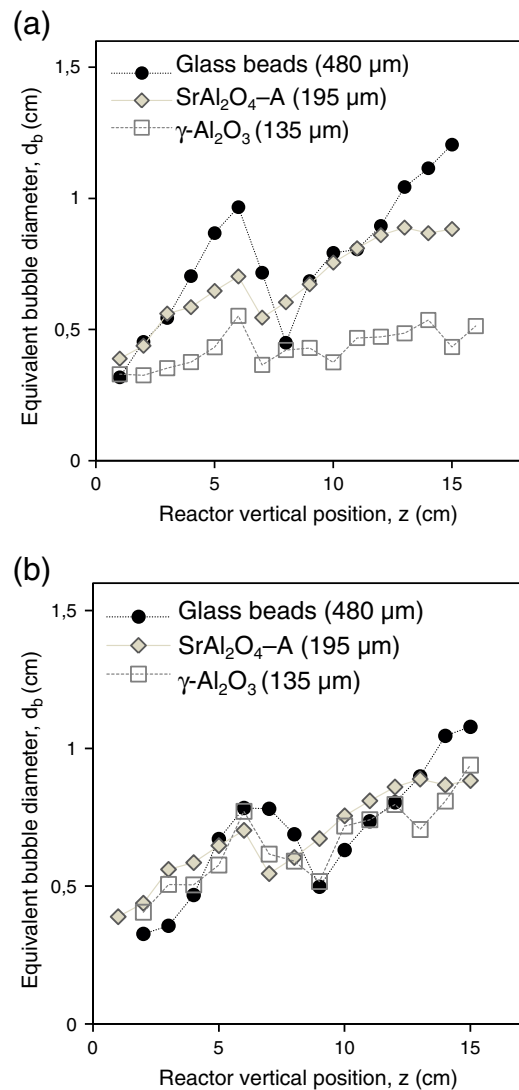 (a)
1,5
1
0,5
0
Equivalent bubble diameter, d_b (cm)
Glass beads (480 µm)
SrAl₂O₄–A (195 µm)
γ-Al₂O₃ (135 µm)
0 5 10 15
Reactor vertical position, z (cm)
(b)
1,5
1
0,5
0
Equivalent bubble diameter, d_b (cm)
Glass beads (480 µm)
SrAl₂O₄–A (195 µm)
γ-Al₂O₃ (135 µm)
0 5 10 15
Reactor vertical position, z (cm)